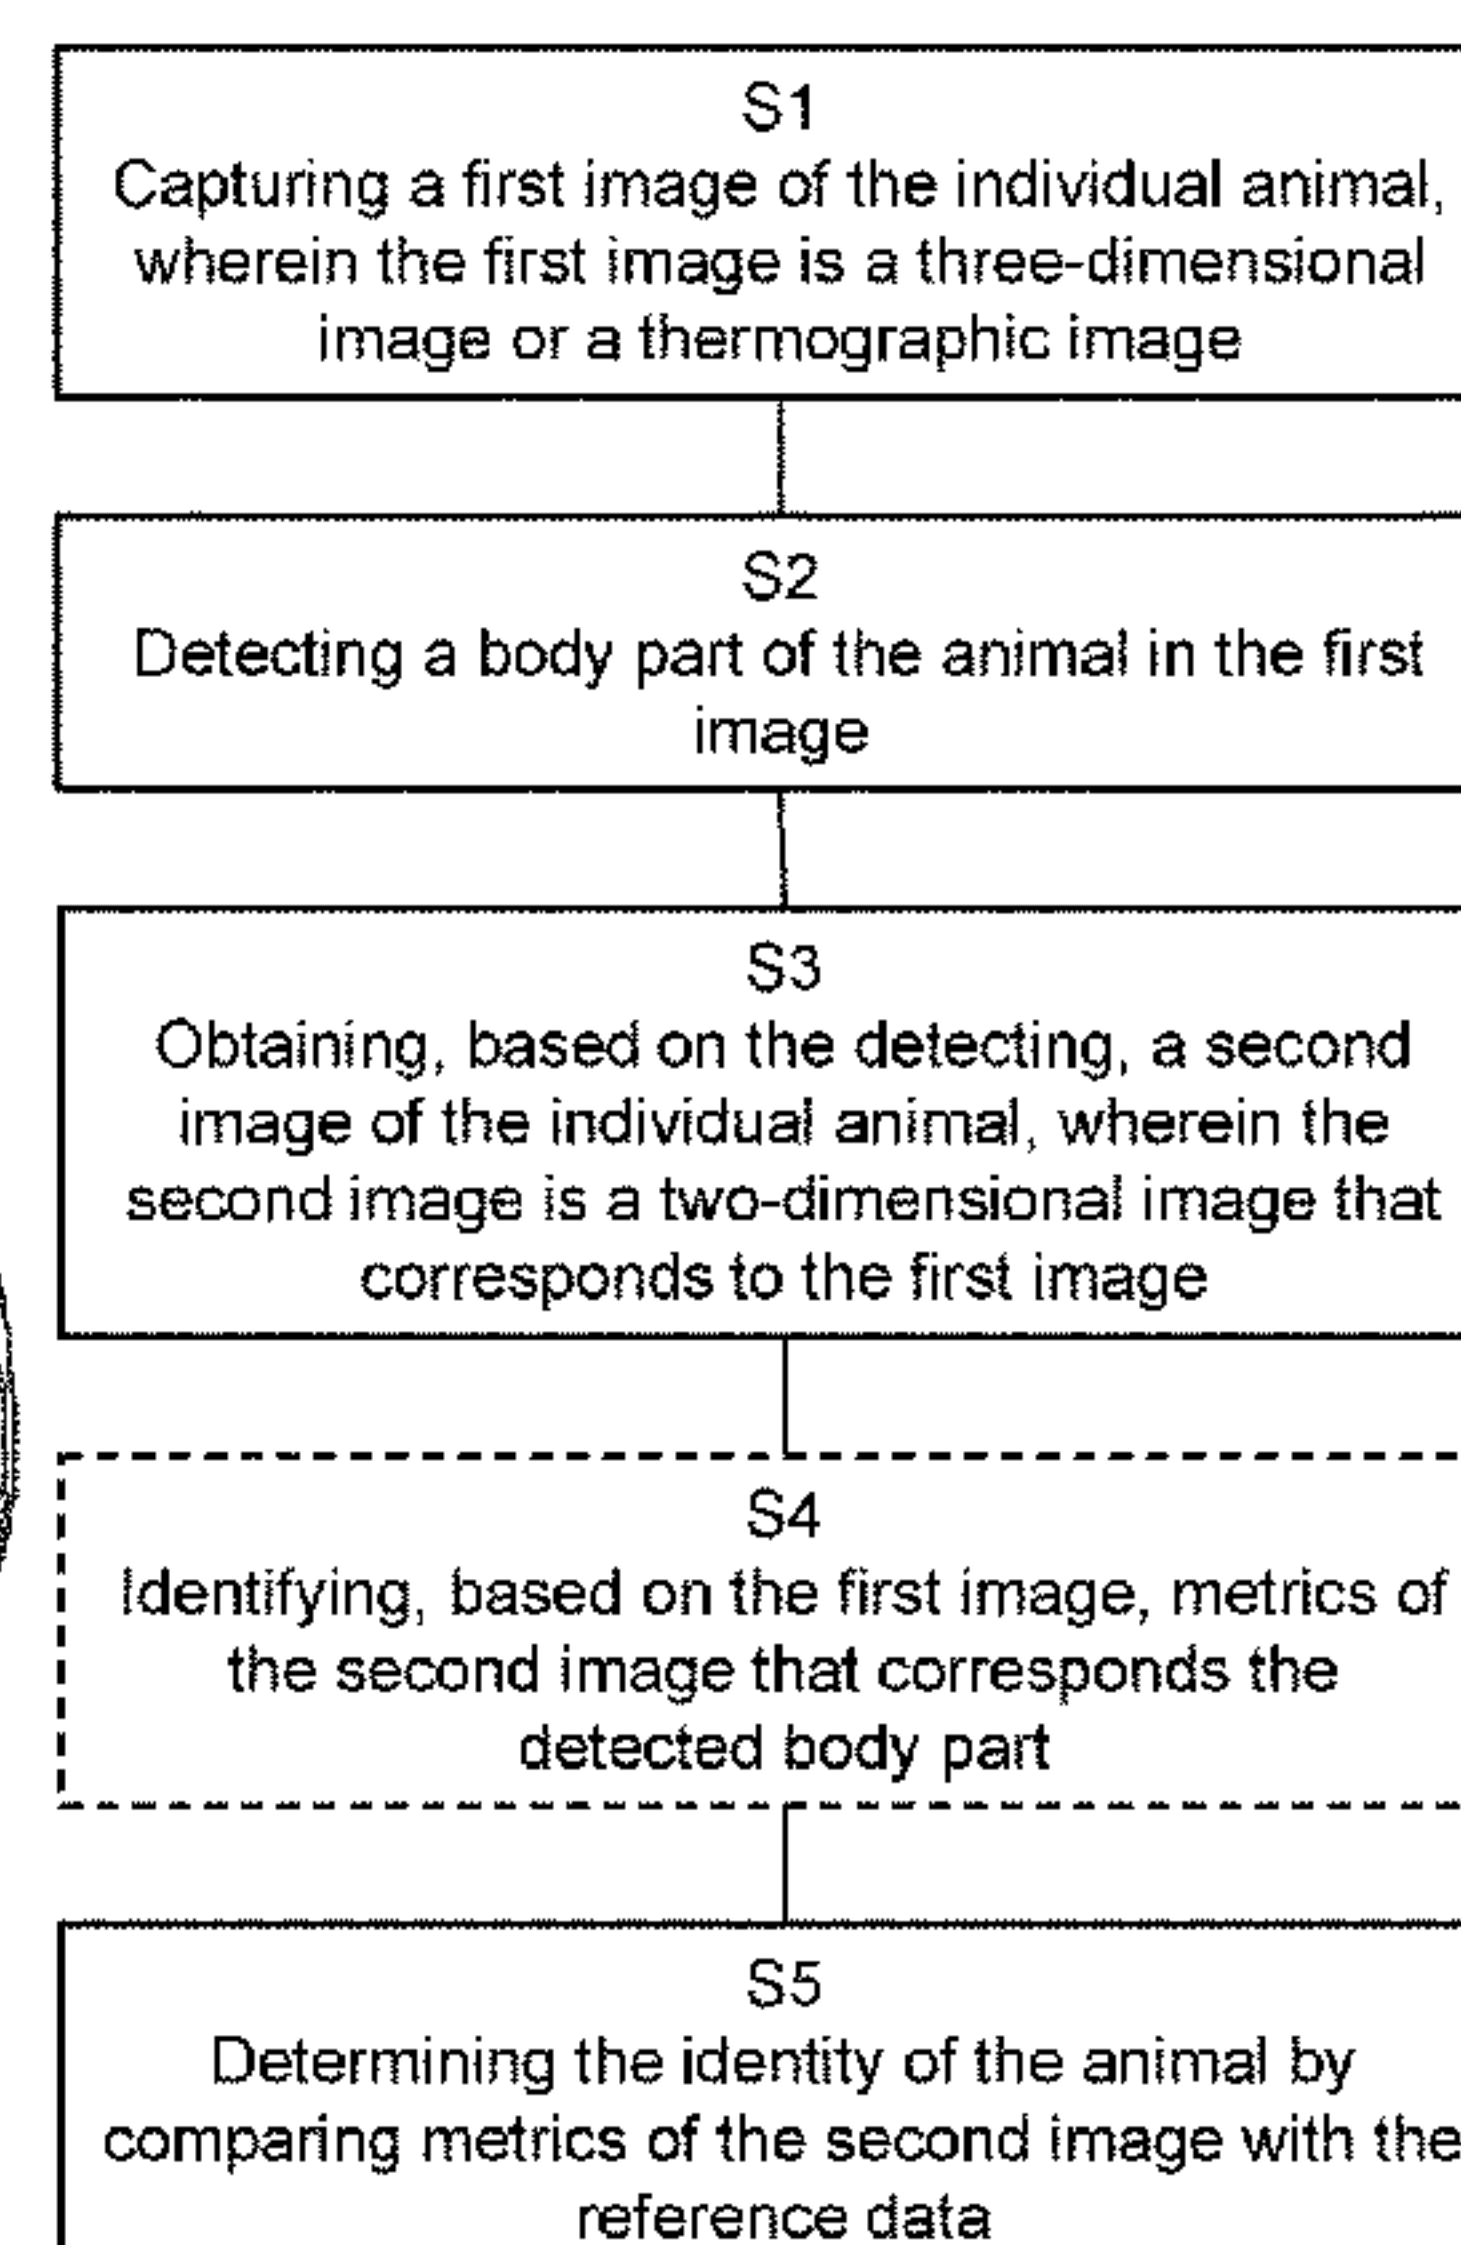 S1
Capturing a first image of the individual animal,
wherein the first image is a three-dimensional
image or a thermographic image
S2
Detecting a body part of the animal in the first
image
S3
Obtaining, based on the detecting, a second
image of the individual animal, wherein the
second image is a two-dimensional image that
corresponds to the first image
S4
Identifying, based on the first image, metrics of
the second image that corresponds the
detected body part
S5
Determining the identity of the animal by
comparing metrics of the second image with the
reference data